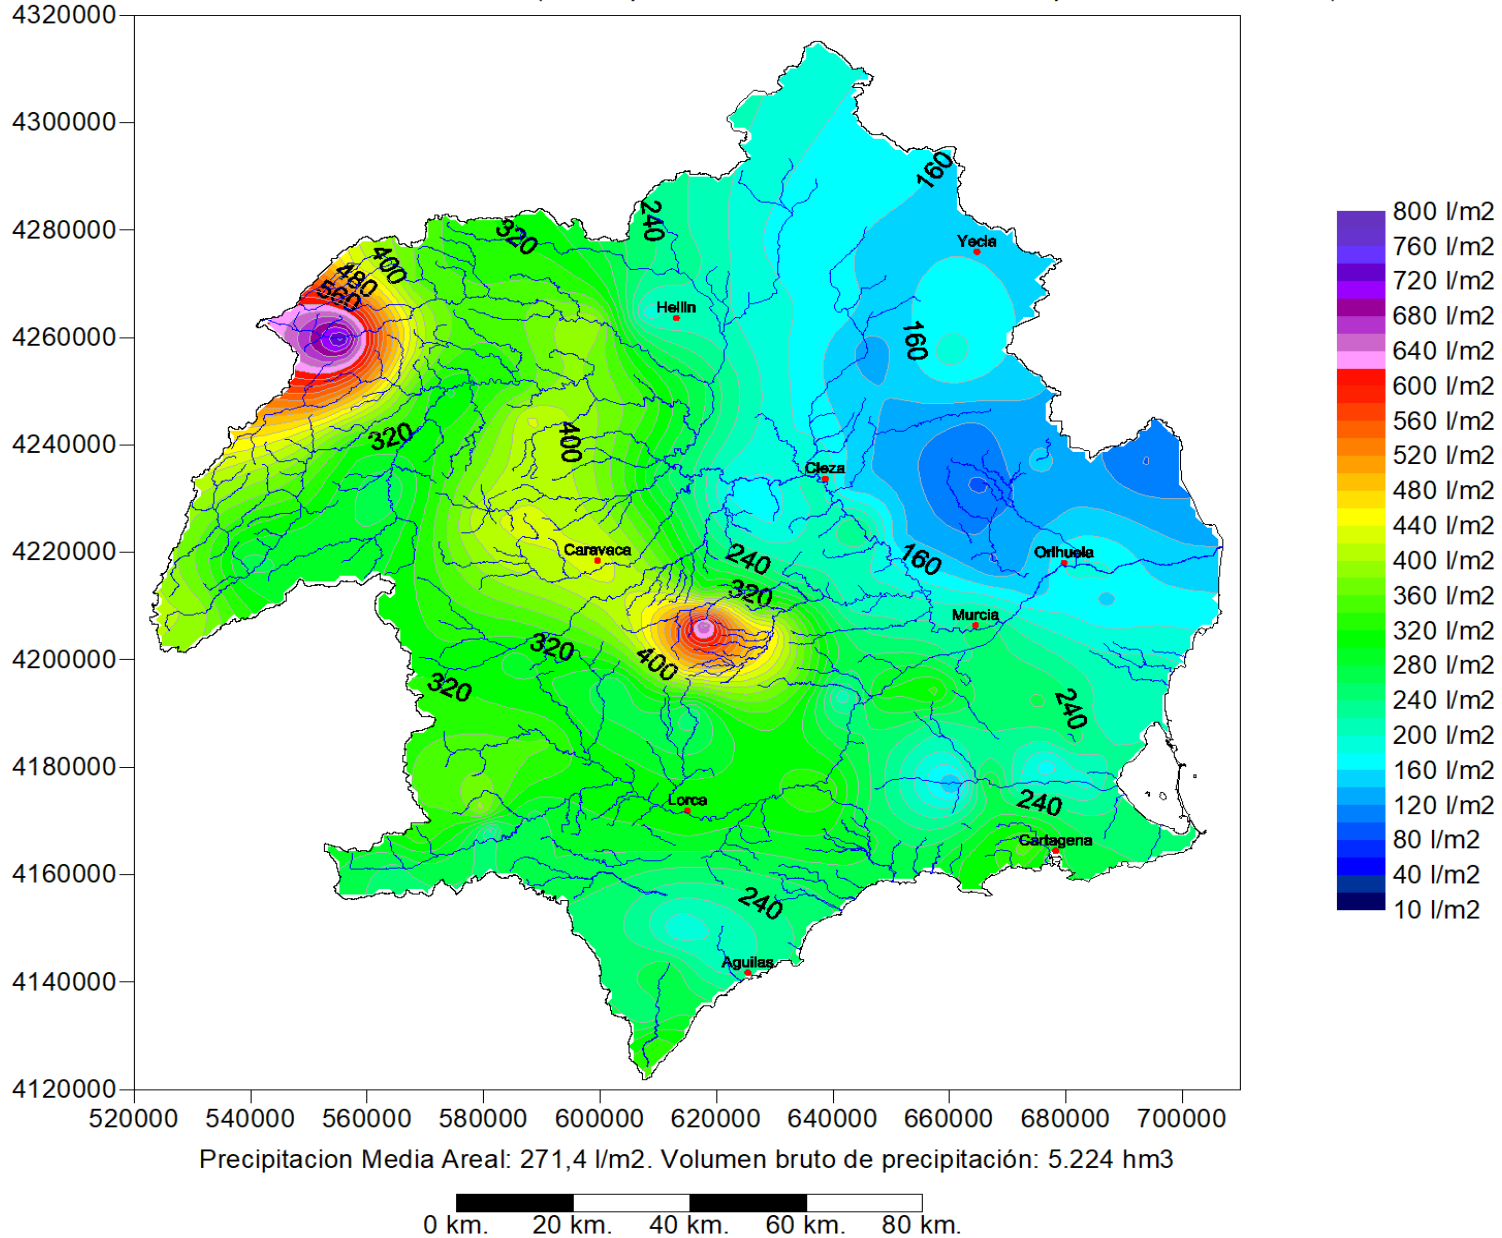 4320000
4300000
4280000
4260000
4240000
4220000
4200000
4180000
4160000
4140000
4120000
520000 540000 560000 580000 600000 620000 640000 660000 680000 700000
160
240
320
400
480
560
Yecla
Hellin
160
320
400
Cieza
Caravaca
240
160
Orihuela
320
Murcia
320
400
320
240
Lorca
240
Cartagena
240
Aguilas
800 l/m2
760 l/m2
720 l/m2
680 l/m2
640 l/m2
600 l/m2
560 l/m2
520 l/m2
480 l/m2
440 l/m2
400 l/m2
360 l/m2
320 l/m2
280 l/m2
240 l/m2
200 l/m2
160 l/m2
120 l/m2
80 l/m2
40 l/m2
10 l/m2
Precipitacion Media Areal: 271,4 l/m2. Volumen bruto de precipitación: 5.224 hm3
0 km. 20 km. 40 km. 60 km. 80 km.